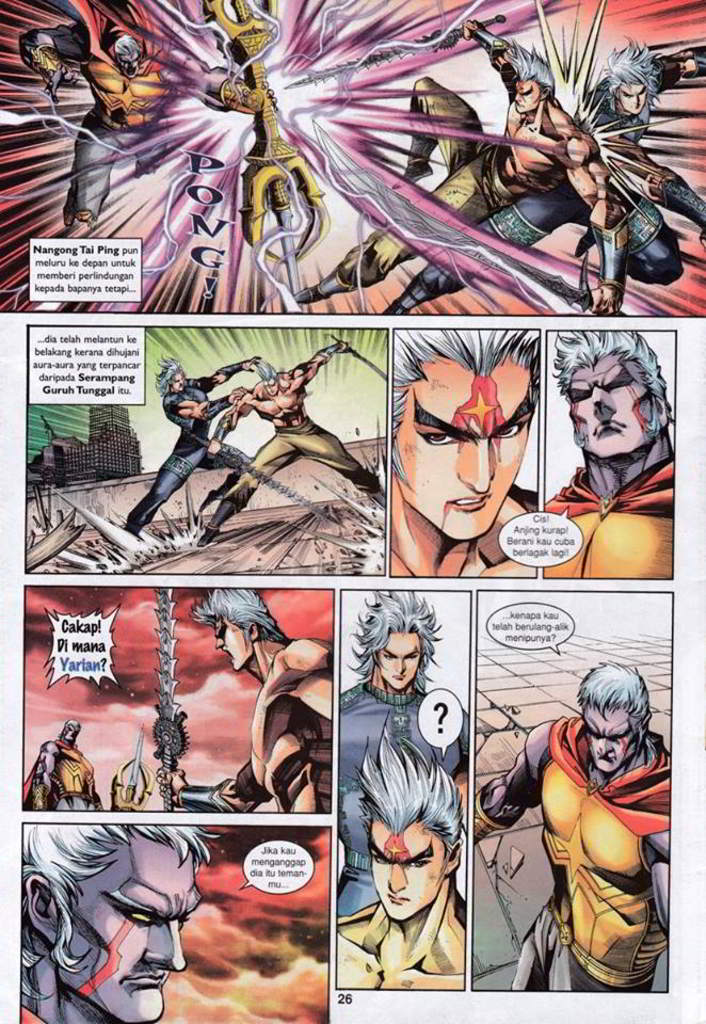 PONG!
Nangong Tai Ping pun
meluru ke depan untuk
memberi perlindungan
kepada bapanya tetapi...
...dia telah melantun ke
belakang kerana dihujani
aura-aura yang terpancar
daripada Serampang
Guruh Tunggal itu.
Cis!
Anjing kurap!
Berani kau cuba
berlagak lagi!
Cakap!
Di mana
Yarian?
?
...kenapa kau
telah berulang-alik
menipunya?
Jika kau
menganggap
dia itu teman-
mu...
26